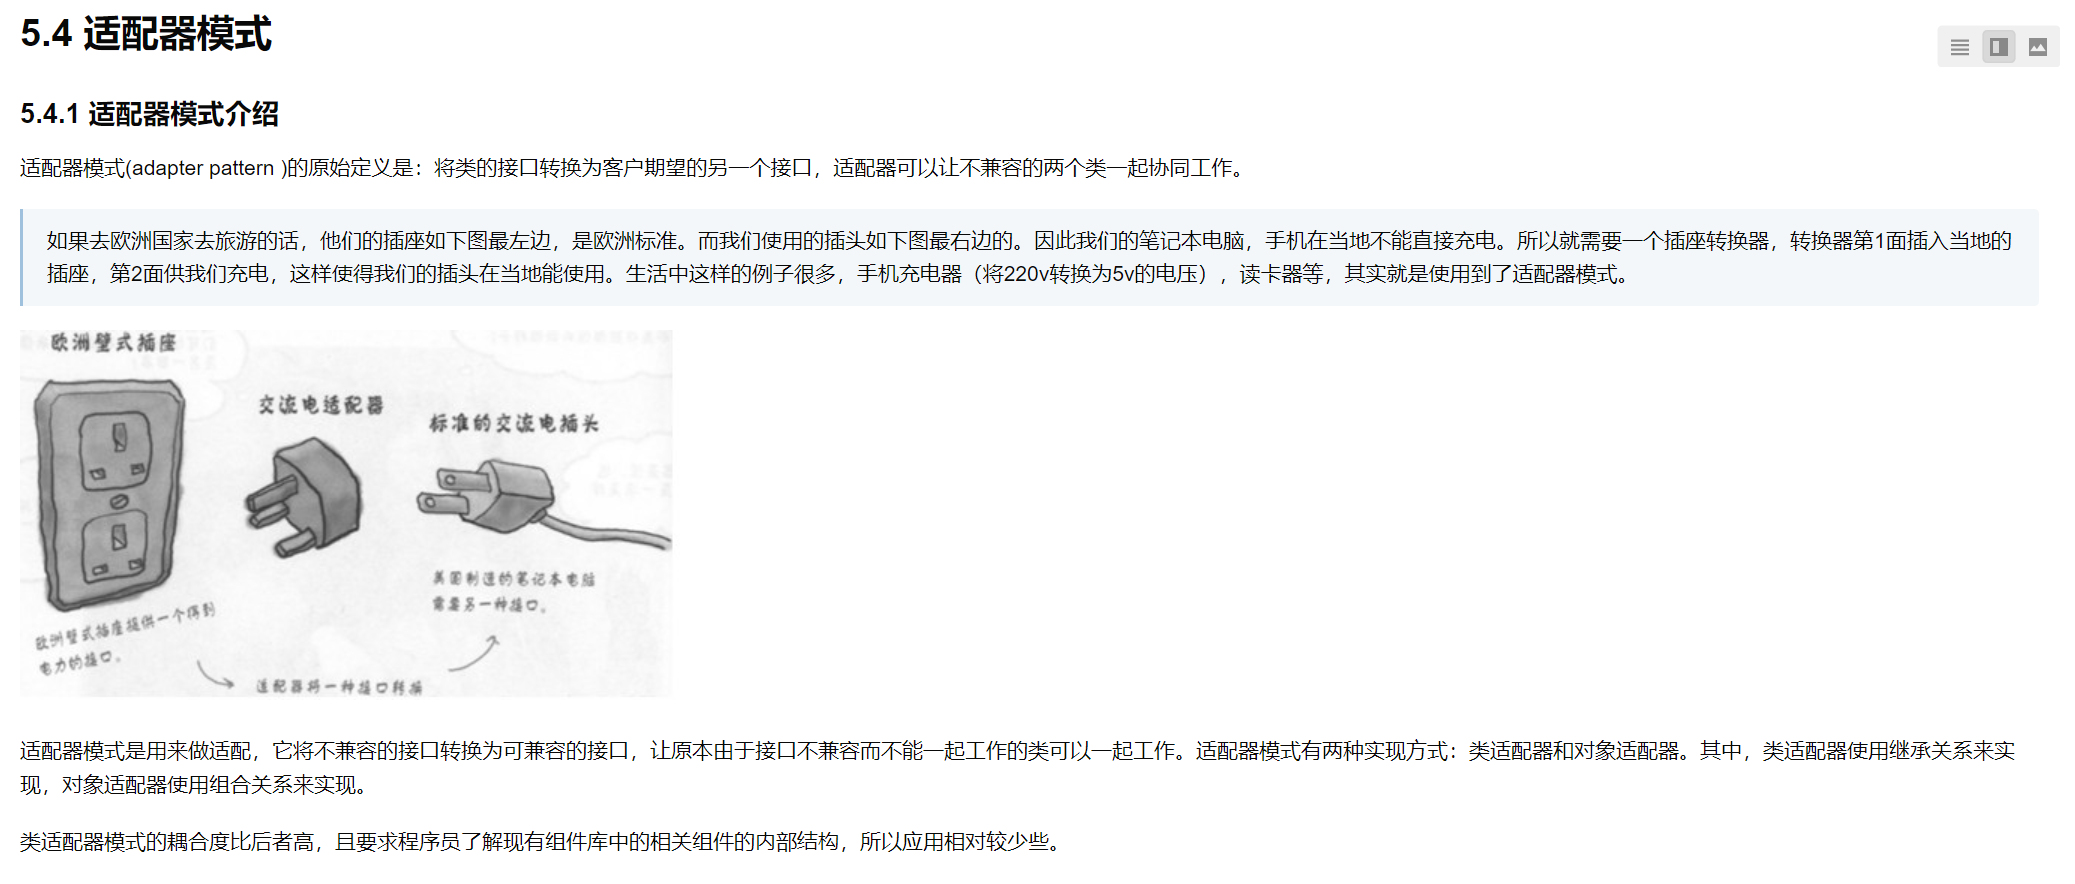 5.4 适配器模式
5.4.1 适配器模式介绍
适配器模式(adapter pattern )的原始定义是：将类的接口转换为客户期望的另一个接口，适配器可以让不兼容的两个类一起协同工作。
如果去欧洲国家去旅游的话，他们的插座如下图最左边，是欧洲标准。而我们使用的插头如下图最右边的。因此我们的笔记本电脑，手机在当地不能直接充电。所以就需要一个插座转换器，转换器第1面插入当地的
插座，第2面供我们充电，这样使得我们的插头在当地能使用。生活中这样的例子很多，手机充电器（将220v转换为5v的电压），读卡器等，其实就是使用到了适配器模式。
欧洲壁式插座
交流电适配器
标准的交流电插头
美国制造的笔记本电脑
需要另一种接口。
欧洲壁式插座提供一个得到
电力的接口。
适配器将一种接口转换
适配器模式是用来做适配，它将不兼容的接口转换为可兼容的接口，让原本由于接口不兼容而不能一起工作的类可以一起工作。适配器模式有两种实现方式：类适配器和对象适配器。其中，类适配器使用继承关系来实
现，对象适配器使用组合关系来实现。
类适配器模式的耦合度比后者高，且要求程序员了解现有组件库中的相关组件的内部结构，所以应用相对较少些。